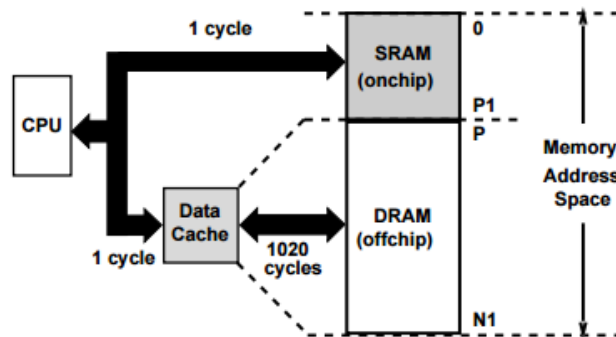 1 cycle
0
SRAM
(onchip)
P1
CPU
P
Memory
Address
Space
Data
Cache
DRAM
(offchip)
1 cycle
1020
cycles
N1